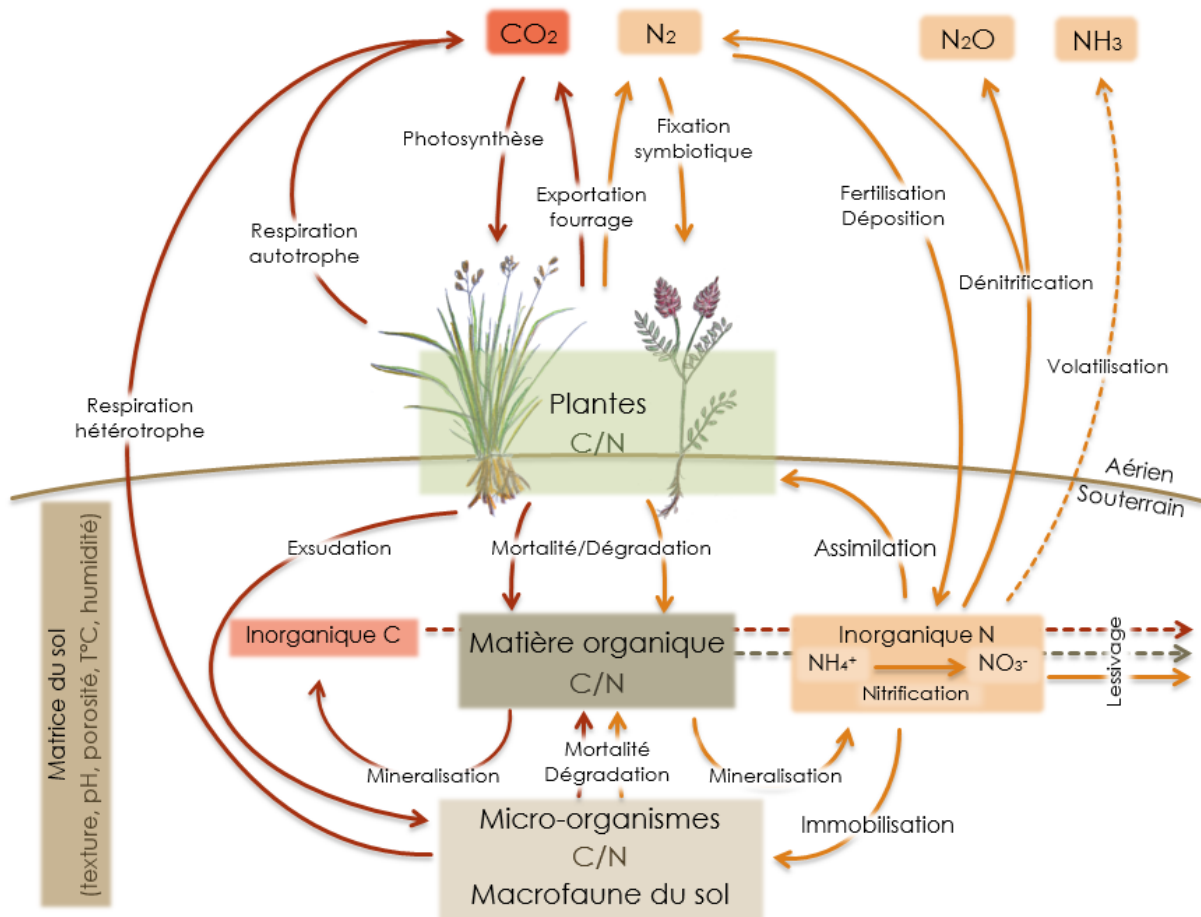 CO₂
N₂
N₂O
NH₃
Photosynthèse
Fixation
symbiotique
Exportation
fourrage
Fertilisation
Déposition
Respiration
autotrophe
Dénitrification
Volatilisation
Respiration
hétérotrophe
Plantes
C/N
Aérien
Souterrain
Matrice du sol
(texture, pH, porosité, T°C, humidité)
Exsudation
Mortalité/Dégradation
Assimilation
Inorganique C
Matière organique
C/N
Inorganique N
NH₄⁺
NO₃-
Nitrification
Lessivage
Mineralisation
Mortalité
Dégradation
Mineralisation
Immobilisation
Micro-organismes
C/N
Macrofaune du sol